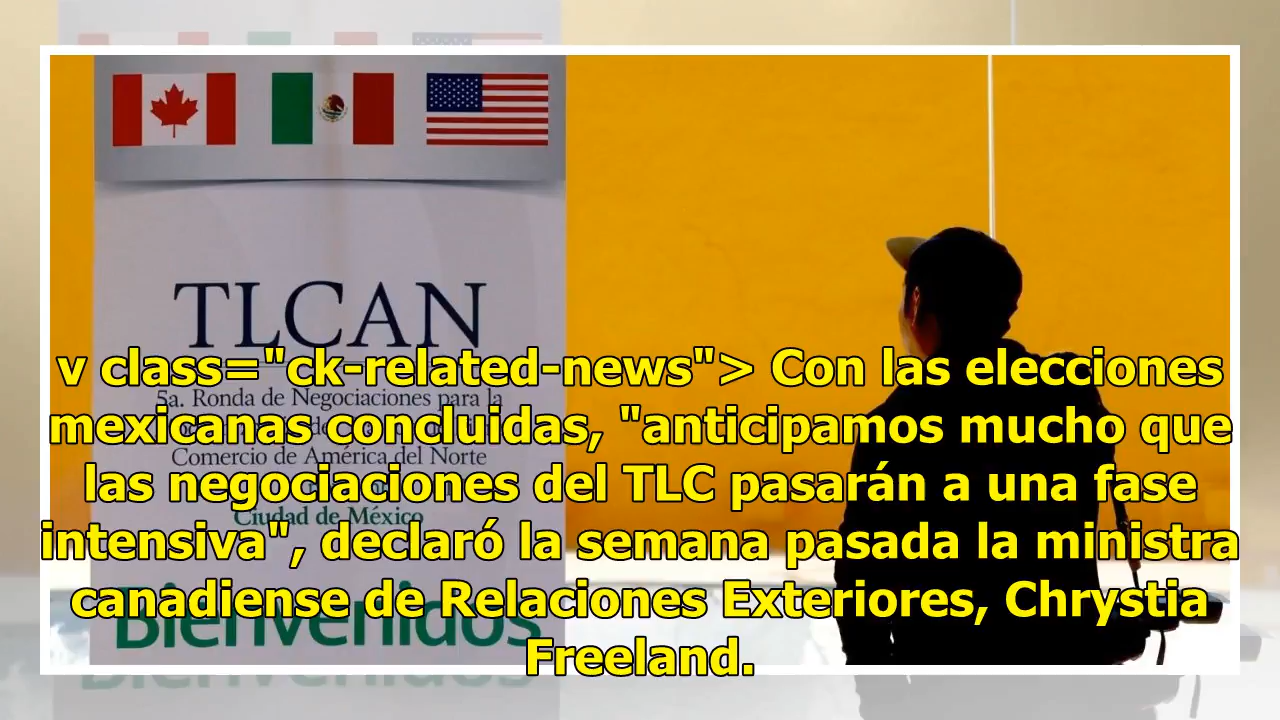 TLCAN
v class="ck-related-news"> Con las elecciones
5a. Ronda de Negociaciones para la
mexicanas concluidas, "anticipamos mucho que
Comercio de América del Norte
las negociaciones del TLC pasarán a una fase
Ciudad de México
intensiva", declaró la semana pasada la ministra
canadiense de Relaciones Exteriores, Chrystia
Bienvenidos
Freeland.
Bienvenidos